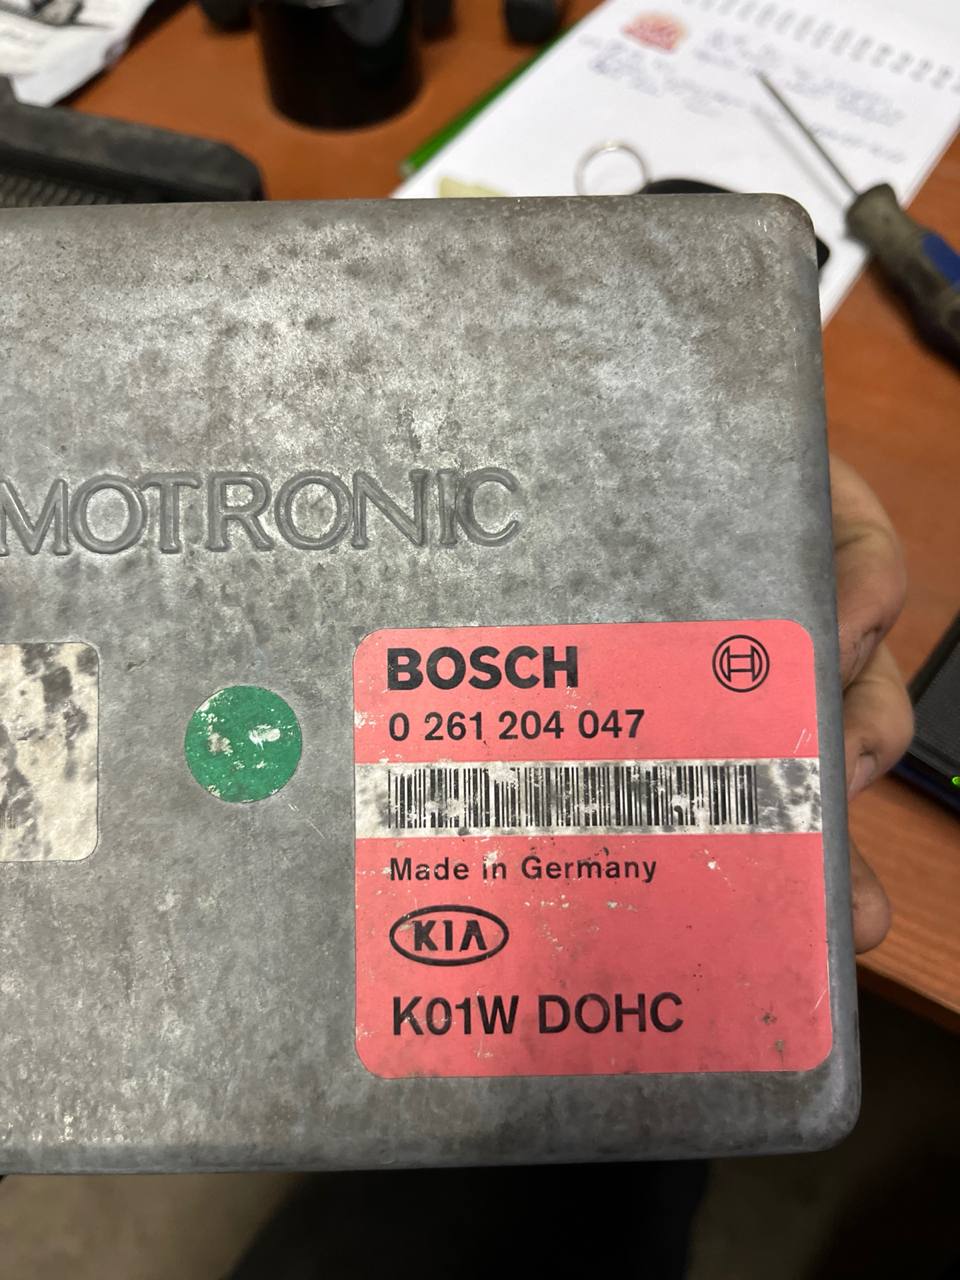 MOTRONIC
BOSCH
0 261 204 047
Made in Germany
KIA
K01W DOHC